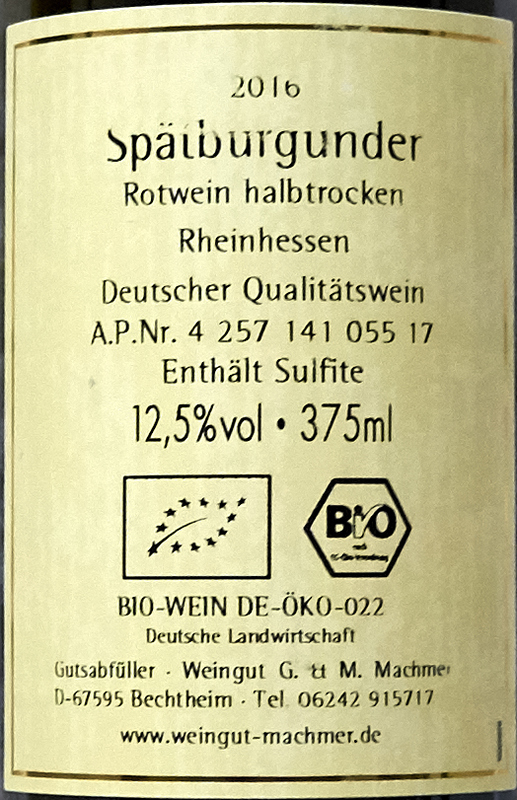 2016
Spätburgunder
Rotwein halbtrocken
Rheinhessen
Deutscher Qualitätswein
A.P.Nr. 4 257 141 055 17
Enthält Sulfite
12,5%vol • 375ml
BIO
nach
BIO-WEIN DE-ÖKO-022
Deutsche Landwirtschaft
Gutsabfüller · Weingut G. & M. Machmer
D-67595 Bechtheim · Tel. 06242 915717
www.weingut-machmer.de